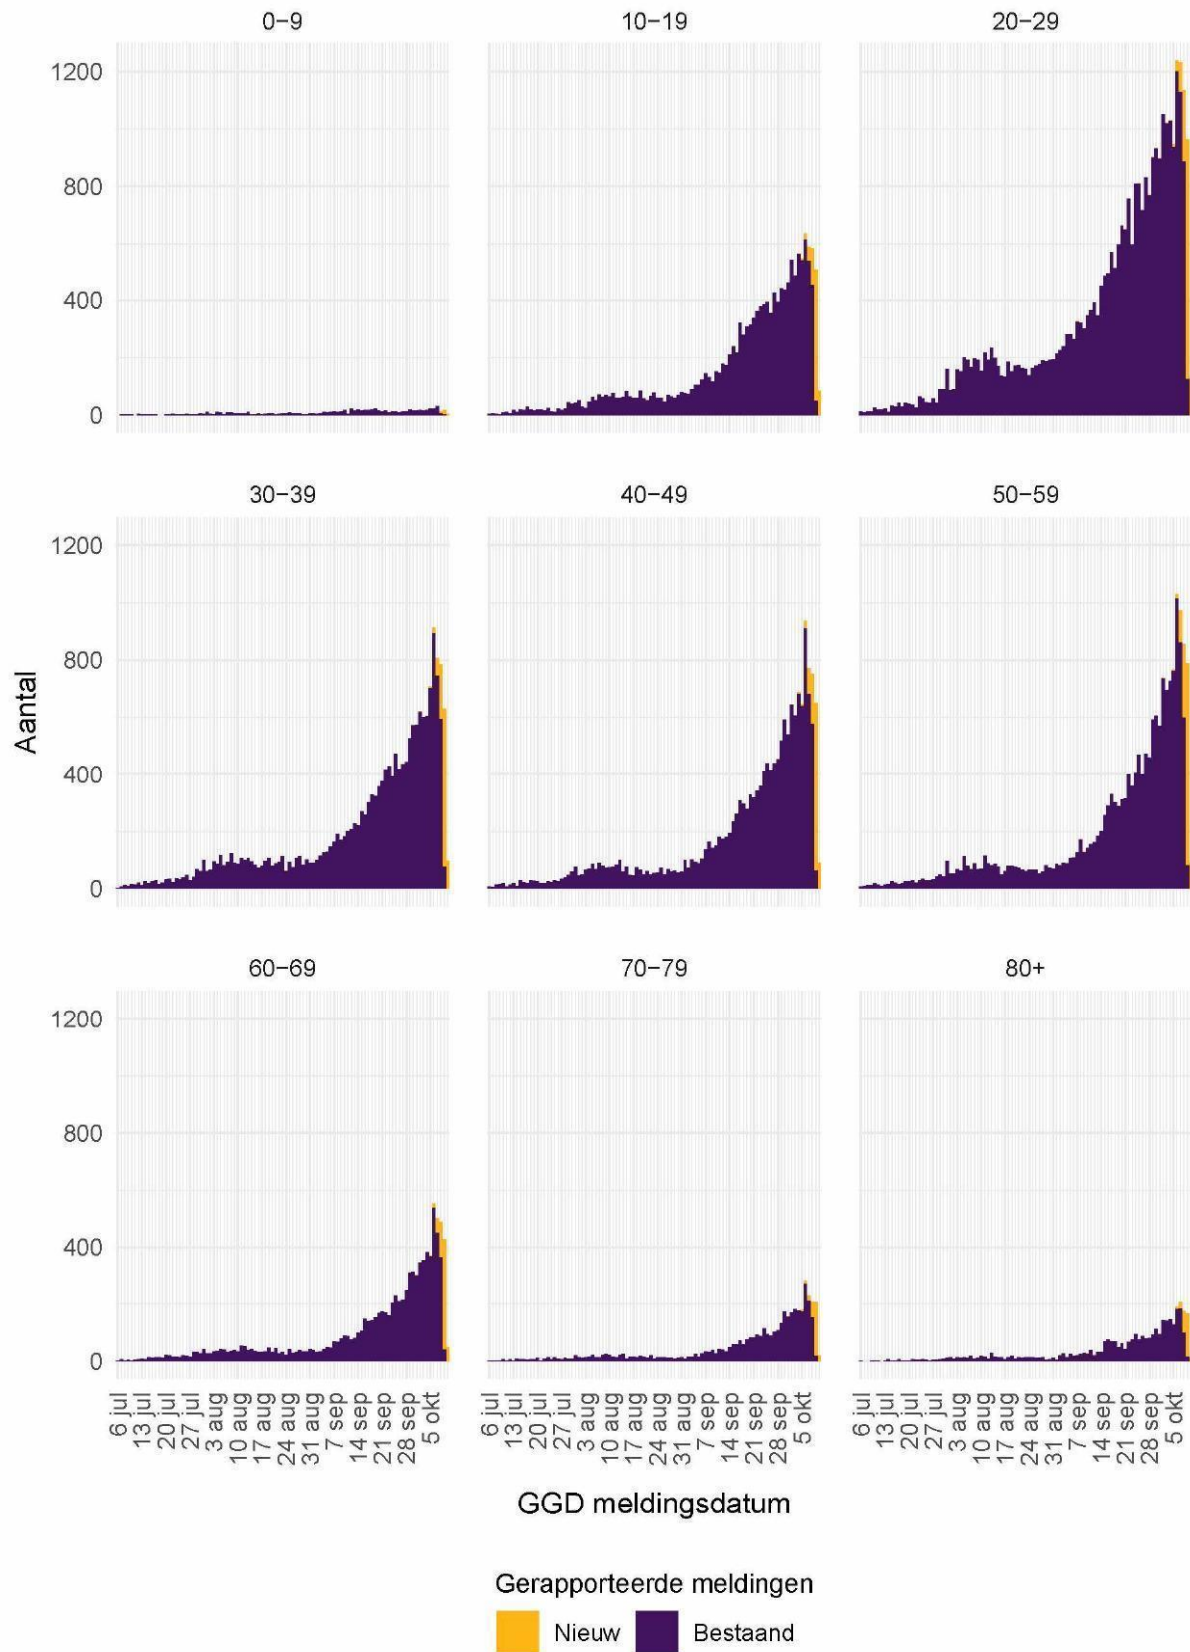 0−9 10−19 20−29
1200
800
400
0
30−39 40−49 50−59
1200
800
400
0
Aantal
60−69 70−79 80+
1200
800
400
0
6 jul 13 jul 20 jul 27 jul 3 aug 10 aug 17 aug 24 aug 31 aug 7 sep 14 sep 21 sep 28 sep 5 okt 6 jul 13 jul 20 jul 27 jul 3 aug 10 aug 17 aug 24 aug 31 aug 7 sep 14 sep 21 sep 28 sep 5 okt 6 jul 13 jul 20 jul 27 jul 3 aug 10 aug 17 aug 24 aug 31 aug 7 sep 14 sep 21 sep 28 sep 5 okt
GGD meldingsdatum
Gerapporteerde meldingen
Nieuw Bestaand